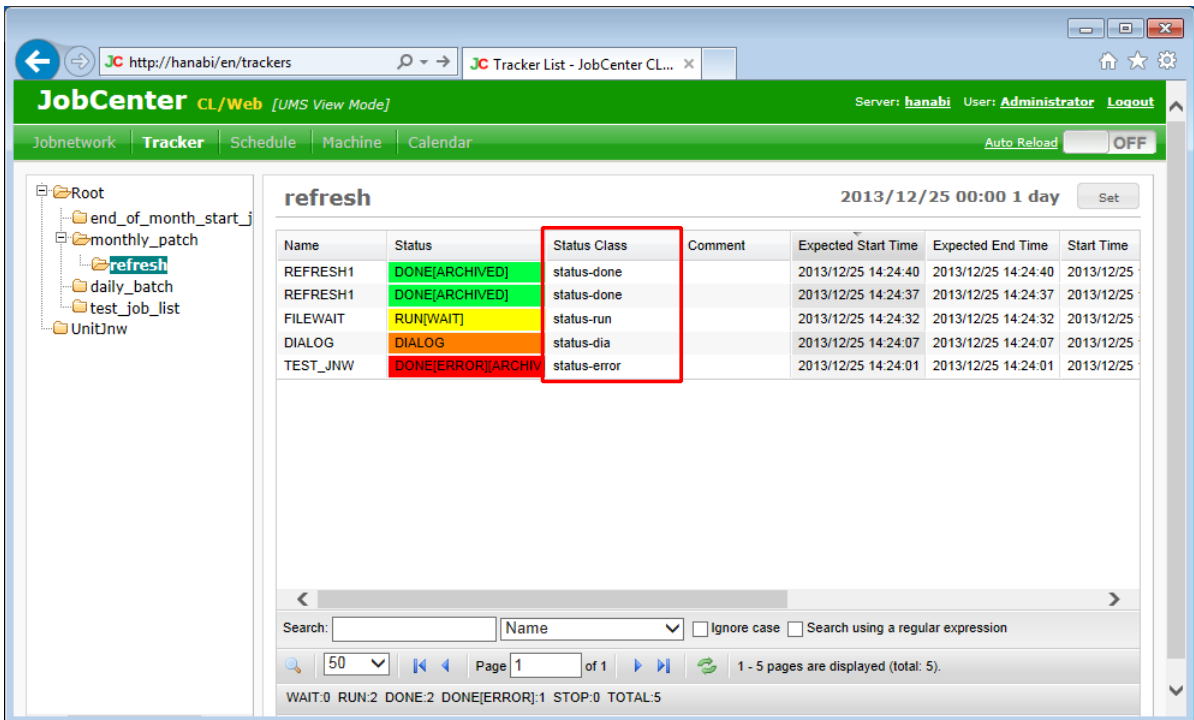 JC http://hanabi/en/trackers
JC Tracker List - JobCenter CL...
JobCenter CL/Web [UMS View Mode]
Server: hanabi User: Administrator Logout
Jobnetwork Tracker Schedule Machine Calendar
Auto Reload OFF
Root
end_of_month_start_j
monthly_patch
refresh
daily_batch
test_job_list
UnitJnw
refresh
2013/12/25 00:00 1 day Set
Name Status Status Class Comment Expected Start Time Expected End Time Start Time
REFRESH1 DONE[ARCHIVED] status-done 2013/12/25 14:24:40 2013/12/25 14:24:40 2013/12/25
REFRESH1 DONE[ARCHIVED] status-done 2013/12/25 14:24:37 2013/12/25 14:24:37 2013/12/25
FILEWAIT RUN[WAIT] status-run 2013/12/25 14:24:32 2013/12/25 14:24:32 2013/12/25
DIALOG DIALOG status-dia 2013/12/25 14:24:07 2013/12/25 14:24:07 2013/12/25
TEST_JNW DONE[ERROR][ARCHIV status-error 2013/12/25 14:24:01 2013/12/25 14:24:01 2013/12/25
Search: Name Ignore case Search using a regular expression
50 Page 1 of 1 1 - 5 pages are displayed (total: 5).
WAIT:0 RUN:2 DONE:2 DONE[ERROR]:1 STOP:0 TOTAL:5